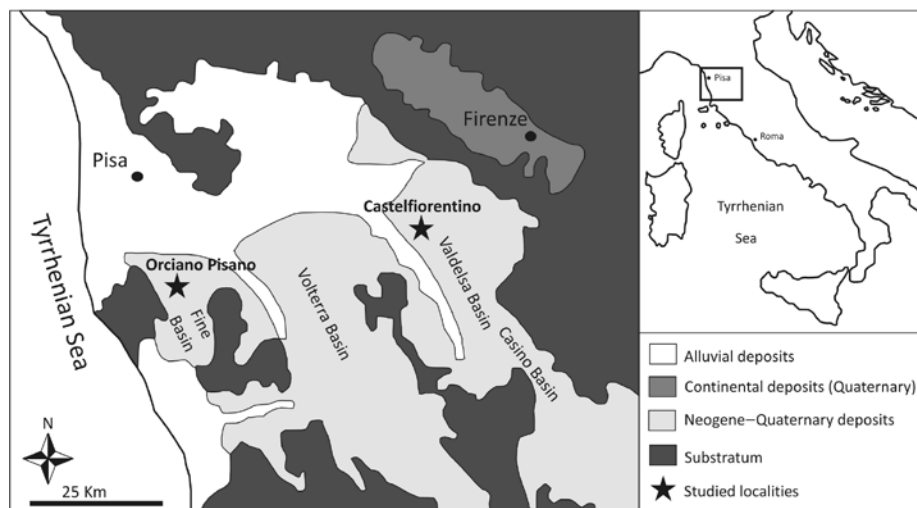 Pisa
Firenze
Castelfiorentino
Orciano Pisano
Tyrrhenian Sea
Fine
Basin
Volterra Basin
Valdelsa Basin
Casino Basin
N
25 Km
Pisa
Roma
Tyrrhenian
Sea
Alluvial deposits
Continental deposits (Quaternary)
Neogene–Quaternary deposits
Substratum
Studied localities